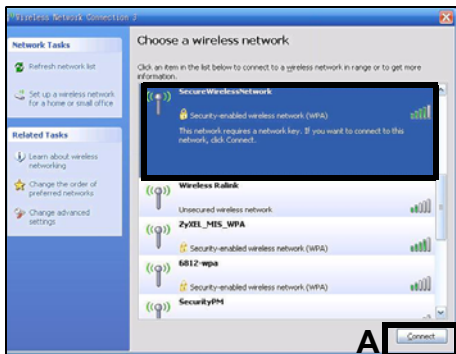 Wireless Network Connection 3
Network Tasks
Refresh network list
Set up a wireless network
for a home or small office
Related Tasks
Learn about wireless
networking
Change the order of
preferred networks
Change advanced
settings
Choose a wireless network
Click an item in the list below to connect to a wireless network in range or to get more
information.
SecureWirelessNetwork
Security-enabled wireless network (WPA)
This network requires a network key. If you want to connect to this
network, click Connect.
Wireless Ralink
Unsecured wireless network
ZyXEL_MIS_WPA
Security-enabled wireless network (WPA)
6812-wpa
Security-enabled wireless network (WPA)
SecurityPM
A
Connect